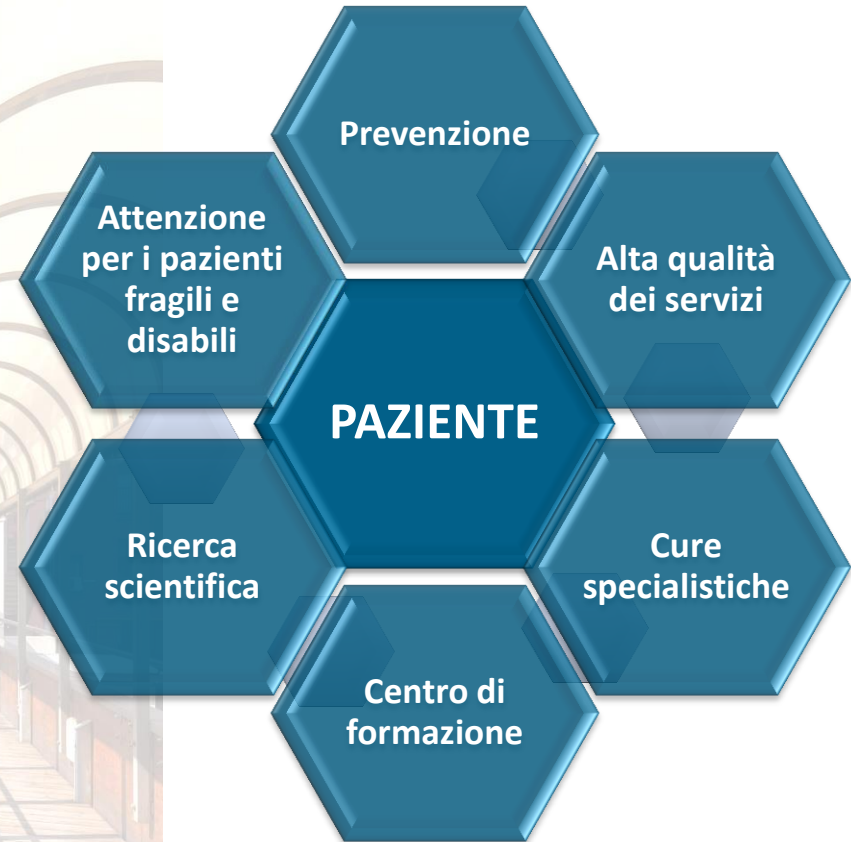 Prevenzione
Attenzione
per i pazienti
fragili e
disabili
Alta qualità
dei servizi
PAZIENTE
Ricerca
scientifica
Cure
specialistiche
Centro di
formazione